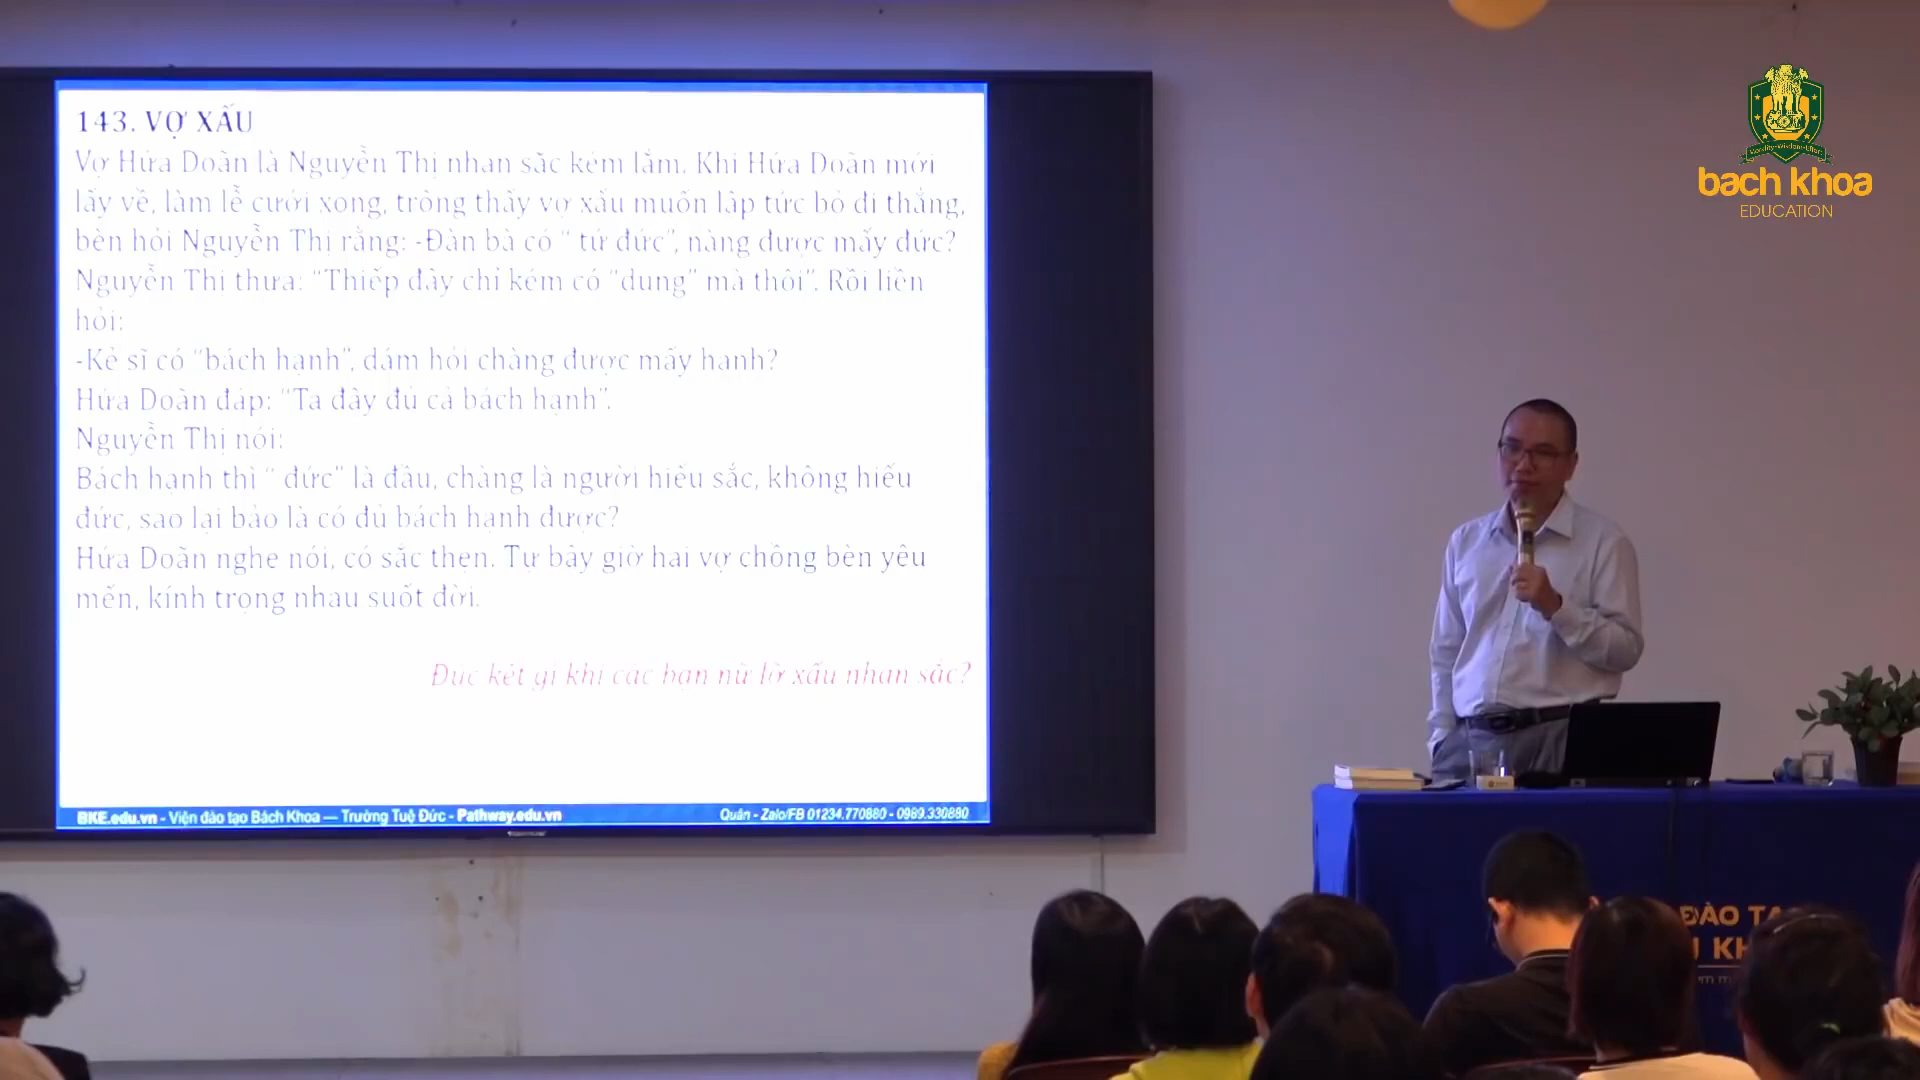 143. VỢ XẤU
Vợ Hứa Doãn là Nguyễn Thị nhan sắc kém lắm. Khi Hứa Doãn mới
lấy về, làm lễ cưới xong, trông thấy vợ xấu muốn lập tức bỏ đi thẳng,
bèn hỏi Nguyễn Thị rằng: -Đàn bà có " tứ đức", nàng được mấy đức?
Nguyễn Thị thưa: "Thiếp đây chỉ kém có "dung" mà thôi". Rồi liền
hỏi:
-Kẻ sĩ có "bách hạnh", dám hỏi chàng được mấy hạnh?
Hứa Doãn đáp: "Ta đây đủ cả bách hạnh".
Nguyễn Thị nói:
Bách hạnh thì " đức" là đầu, chàng là người hiếu sắc, không hiếu
đức, sao lại bảo là có đủ bách hạnh được?
Hứa Doãn nghe nói, có sắc thẹn. Tự bấy giờ hai vợ chồng bèn yêu
mến, kính trọng nhau suốt đời.
Đúc kết gì khi các bạn nữ lỡ xấu nhan sắc?
BKE.edu.vn - Viện đào tạo Bách Khoa — Trường Tuệ Đức - Pathway.edu.vn
Quân - Zalo/FB 01234.770880 - 0989.330880
bach khoa
EDUCATION
ĐÀO TẠ